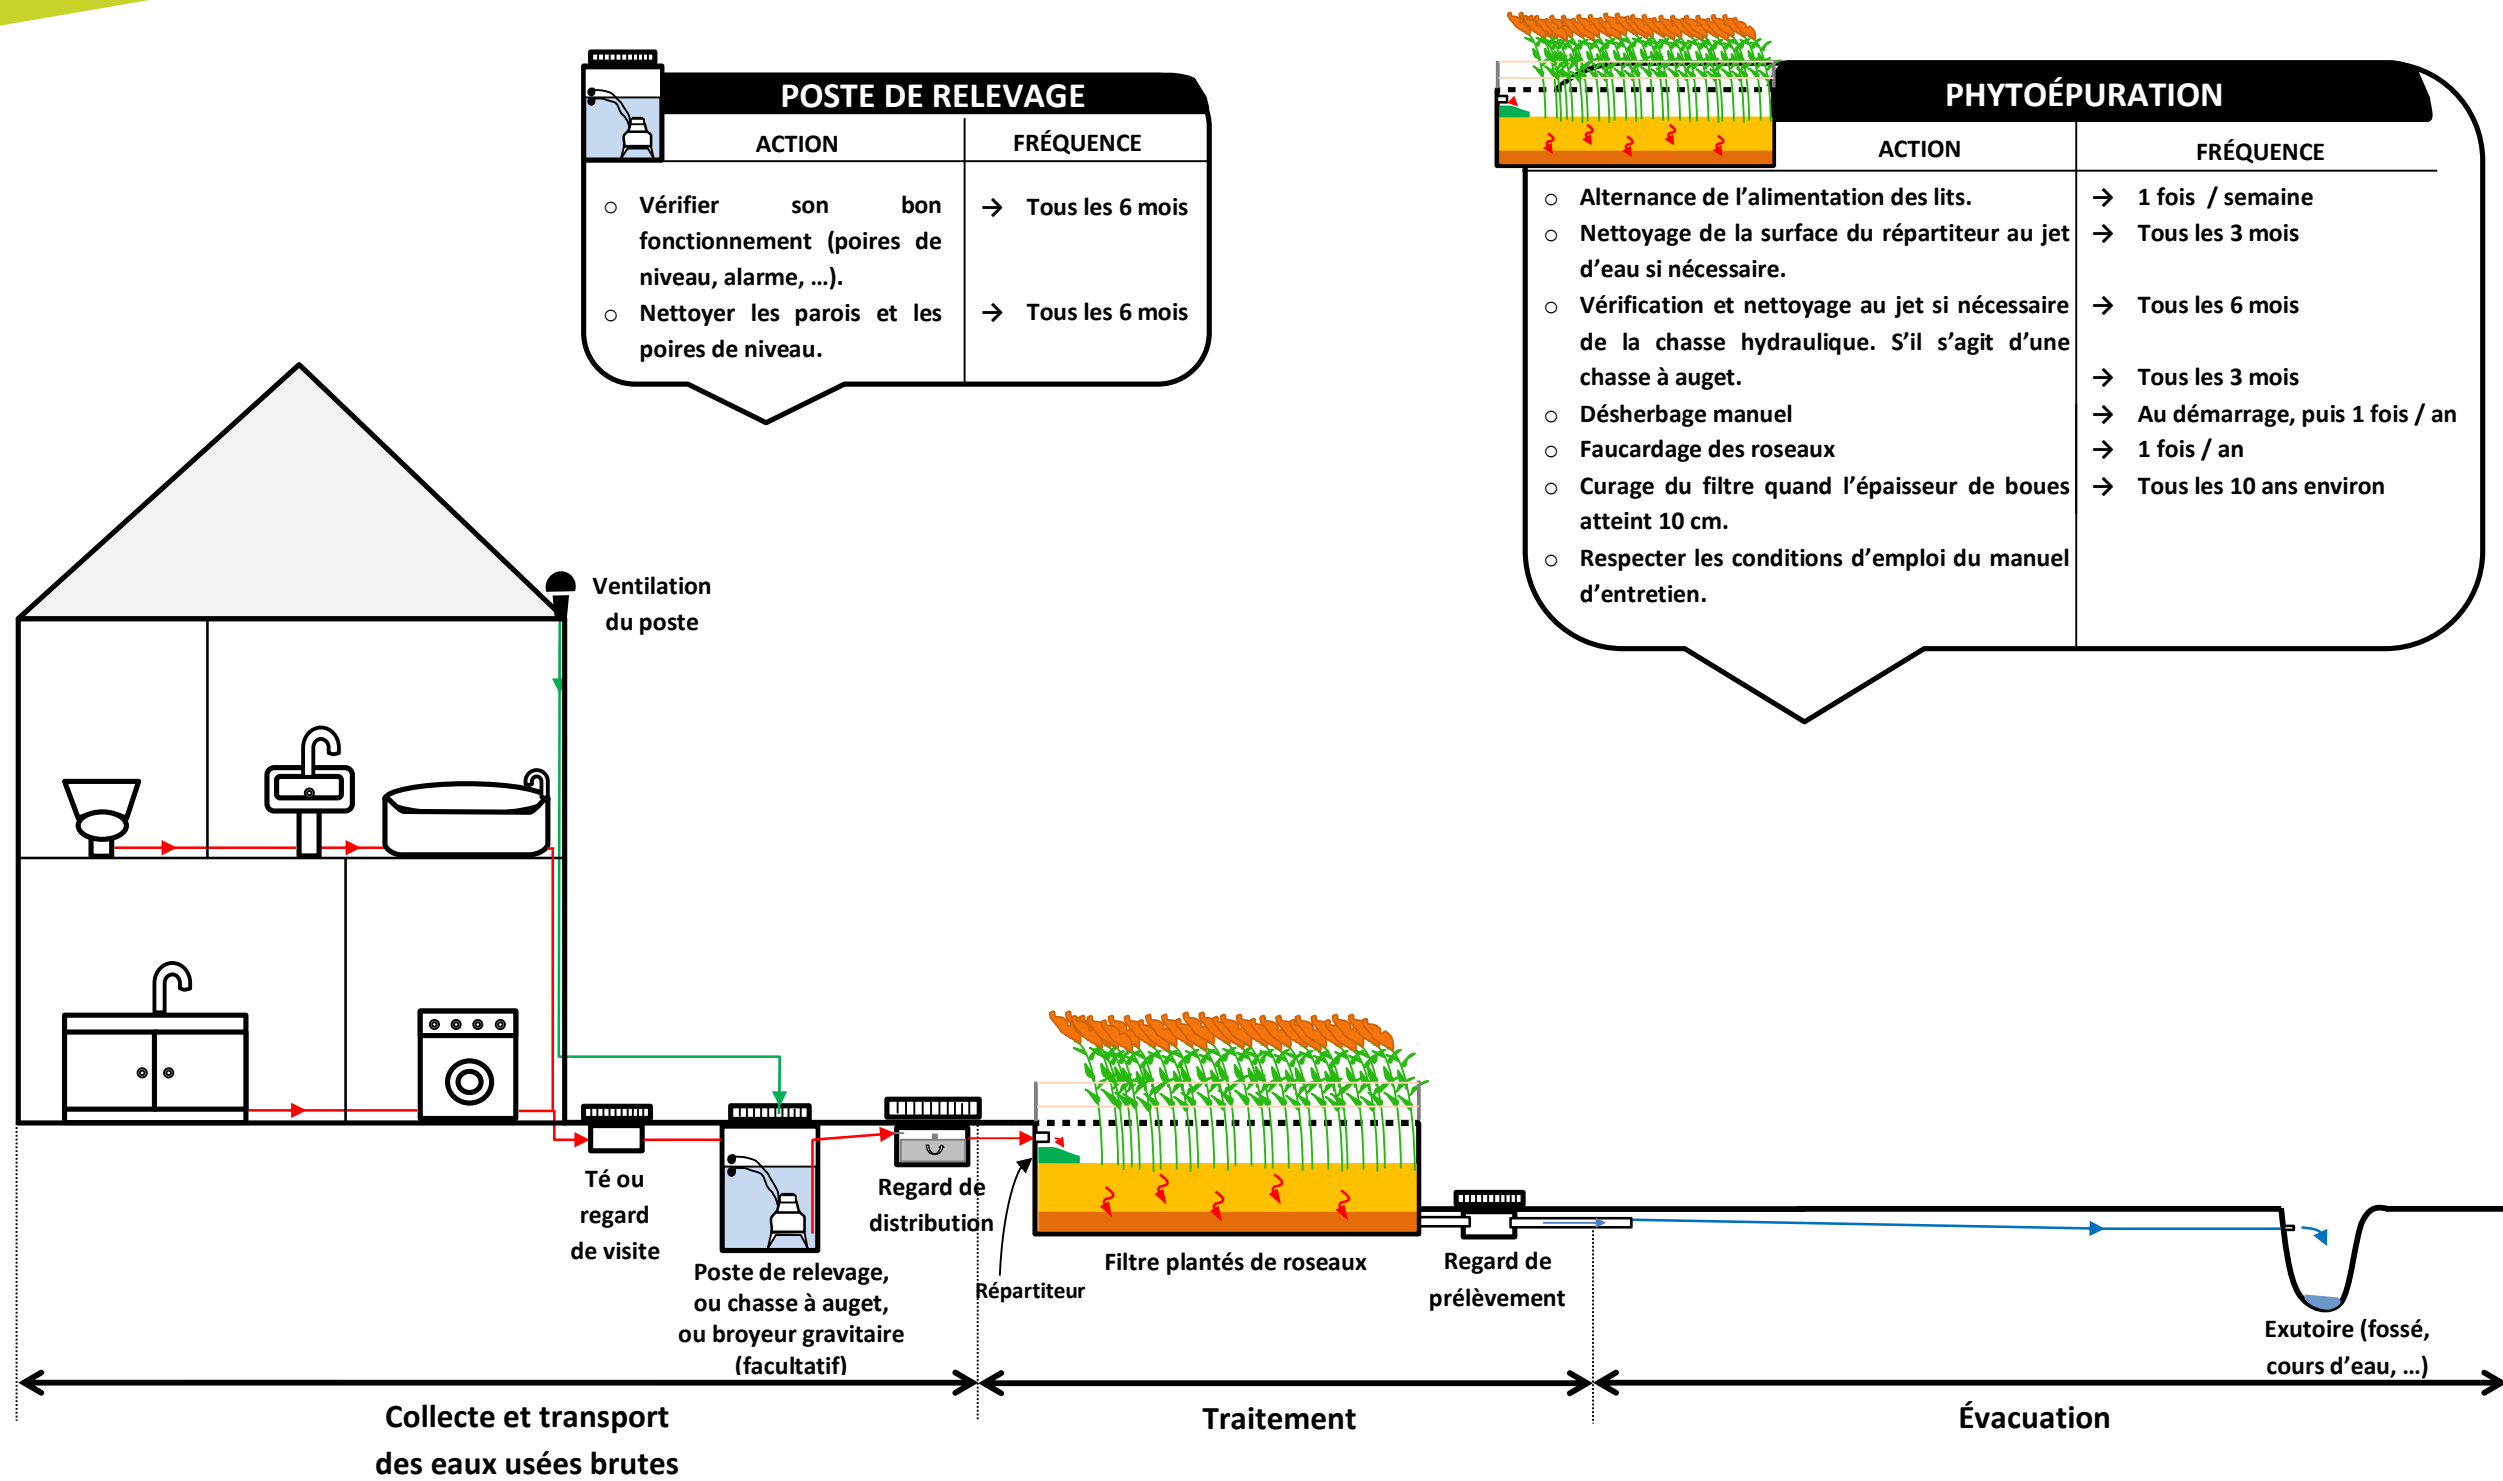 POSTE DE RELEVAGE
ACTION
FRÉQUENCE
o Vérifier son bon
fonctionnement (poires de
niveau, alarme, ...).
→ Tous les 6 mois
o Nettoyer les parois et les
poires de niveau.
→ Tous les 6 mois
PHYTOÉPURATION
ACTION
FRÉQUENCE
o Alternance de l’alimentation des lits.
→ 1 fois / semaine
o Nettoyage de la surface du répartiteur au jet
d’eau si nécessaire.
→ Tous les 3 mois
o Vérification et nettoyage au jet si nécessaire
de la chasse hydraulique. S’il s’agit d’une
chasse à auget.
→ Tous les 6 mois
→ Tous les 3 mois
o Désherbage manuel
→ Au démarrage, puis 1 fois / an
o Faucardage des roseaux
→ 1 fois / an
o Curage du filtre quand l’épaisseur de boues
atteint 10 cm.
→ Tous les 10 ans environ
o Respecter les conditions d’emploi du manuel
d’entretien.
Ventilation
du poste
Té ou
regard
de visite
Poste de relevage,
ou chasse à auget,
ou broyeur gravitaire
(facultatif)
Regard de
distribution
Répartiteur
Filtre plantés de roseaux
Regard de
prélèvement
Exutoire (fossé,
cours d’eau, ...)
Collecte et transport
des eaux usées brutes
Traitement
Évacuation